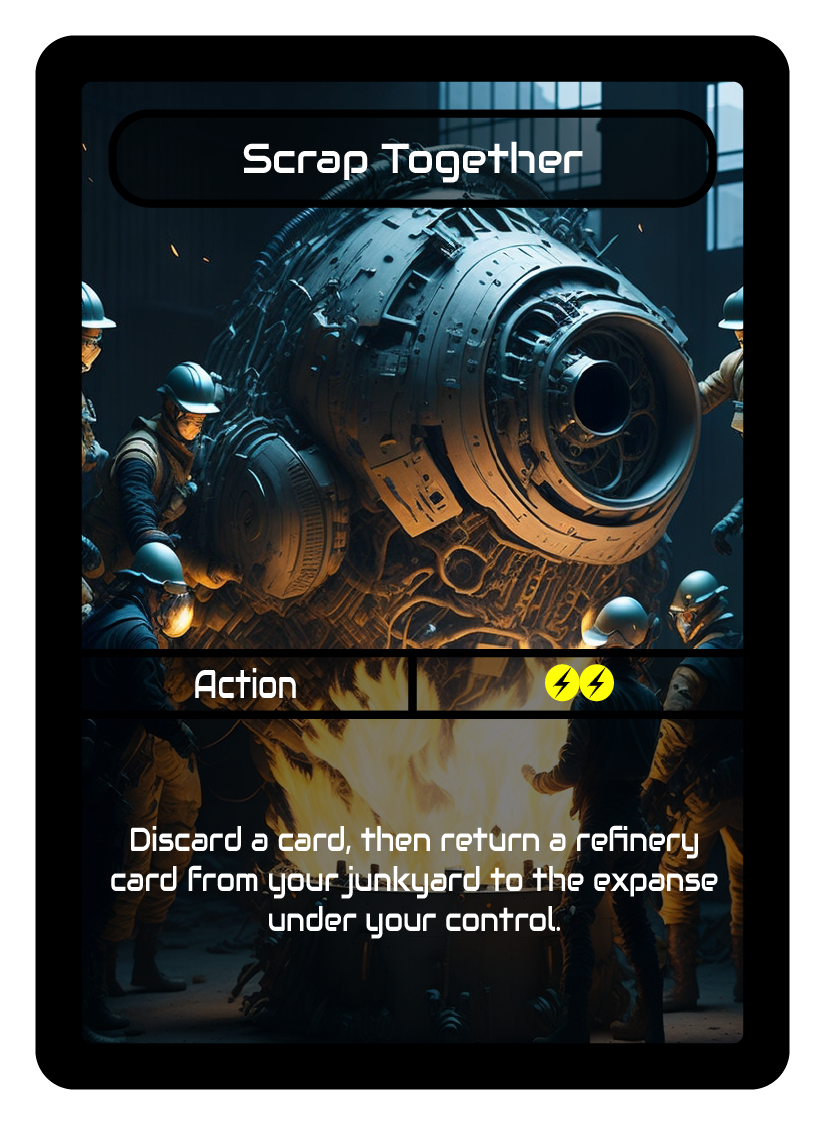 Scrap Together
Action
Discard a card, then return a refinery
card from your junkyard to the expanse
under your control.